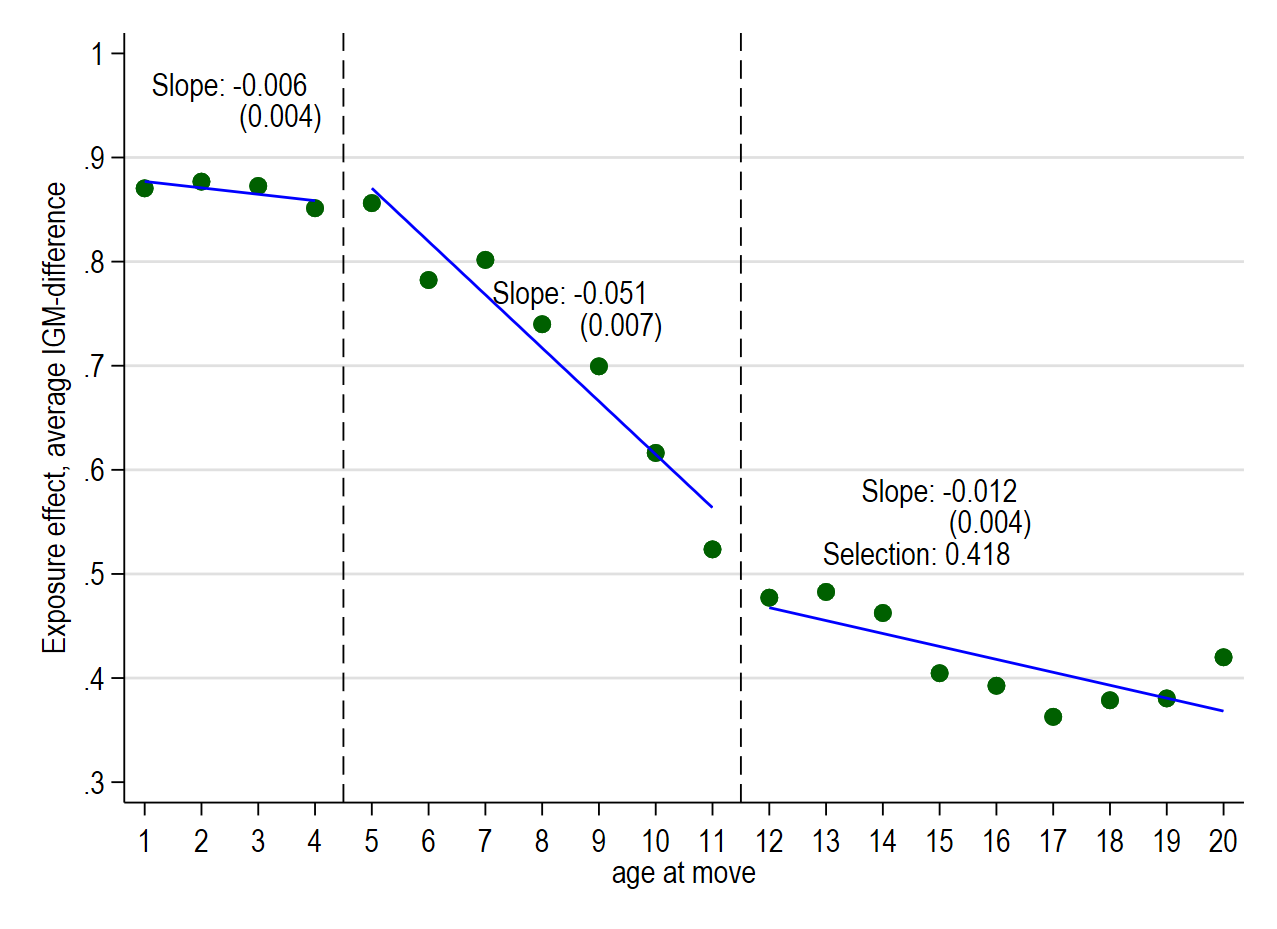 Exposure effect, average IGM-difference
1
.9
.8
.7
.6
.5
.4
.3
Slope: -0.006
(0.004)
Slope: -0.051
(0.007)
Slope: -0.012
(0.004)
Selection: 0.418
1 2 3 4 5 6 7 8 9 10 11 12 13 14 15 16 17 18 19 20
age at move